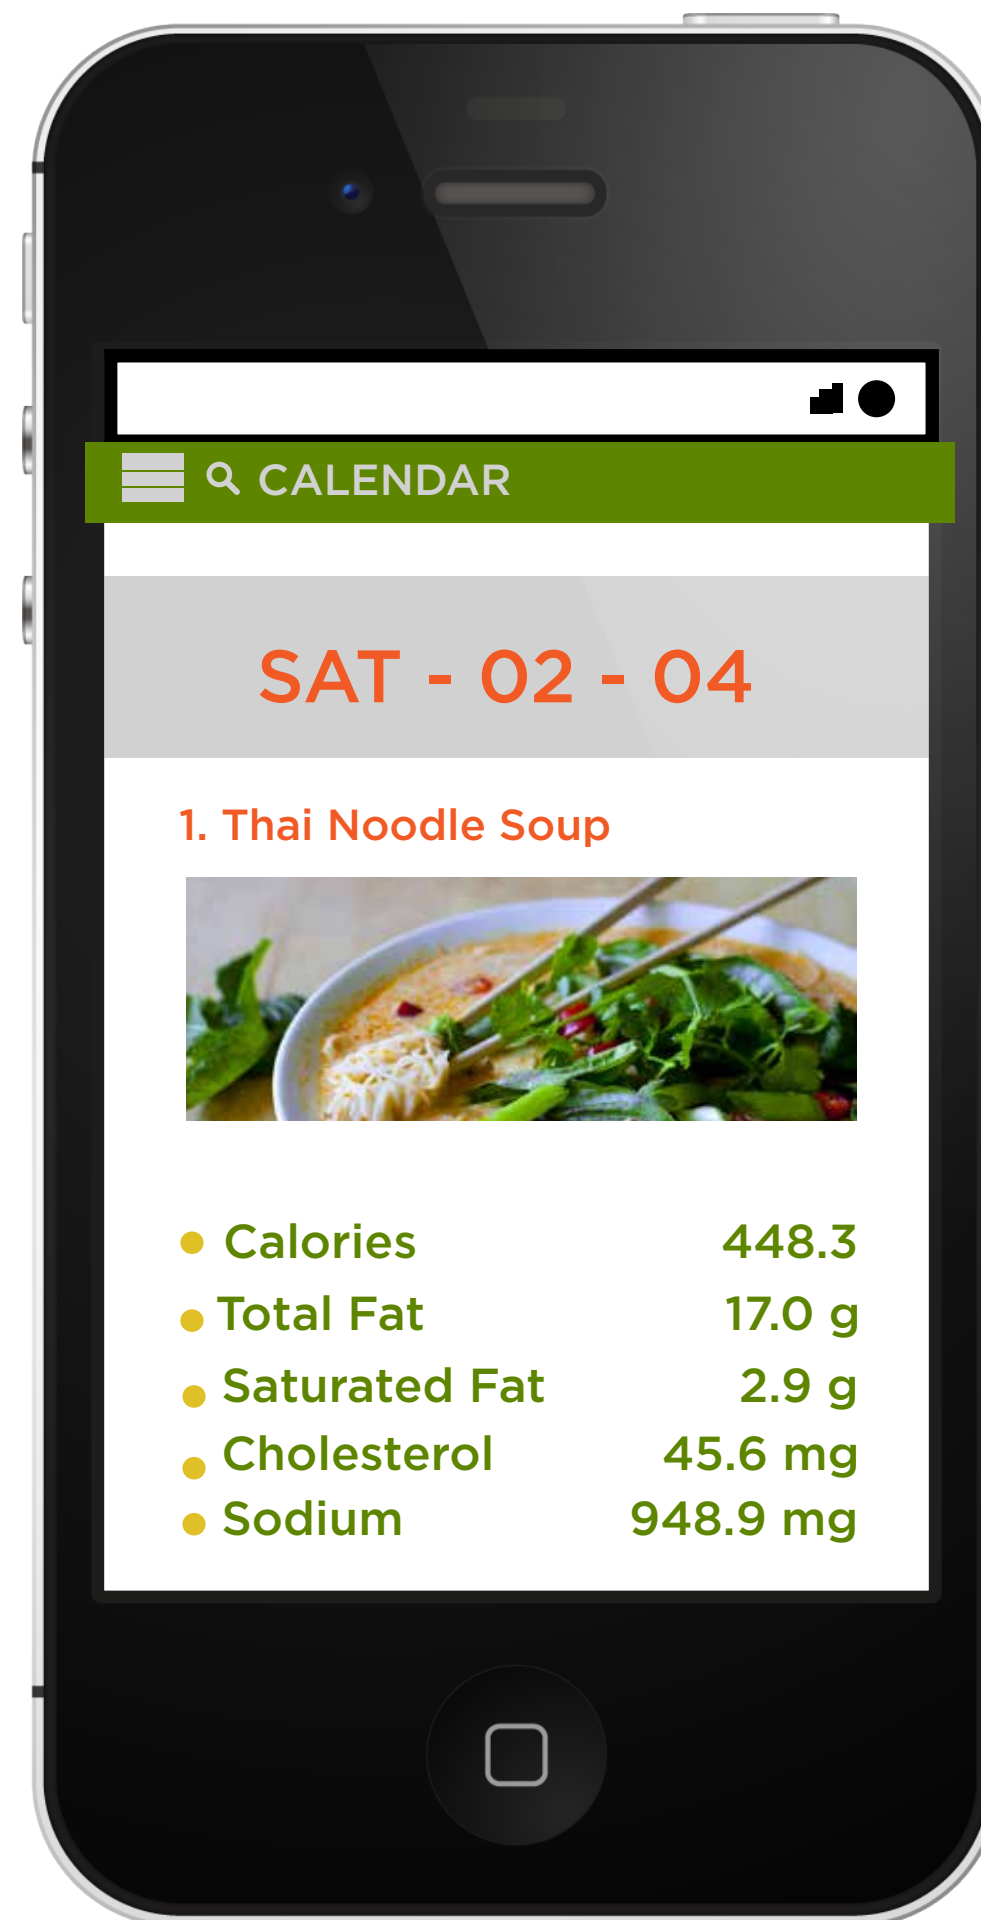 CALENDAR
SAT - 02 - 04
1. Thai Noodle Soup
Calories 448.3
Total Fat 17.0 g
Saturated Fat 2.9 g
Cholesterol 45.6 mg
Sodium 948.9 mg